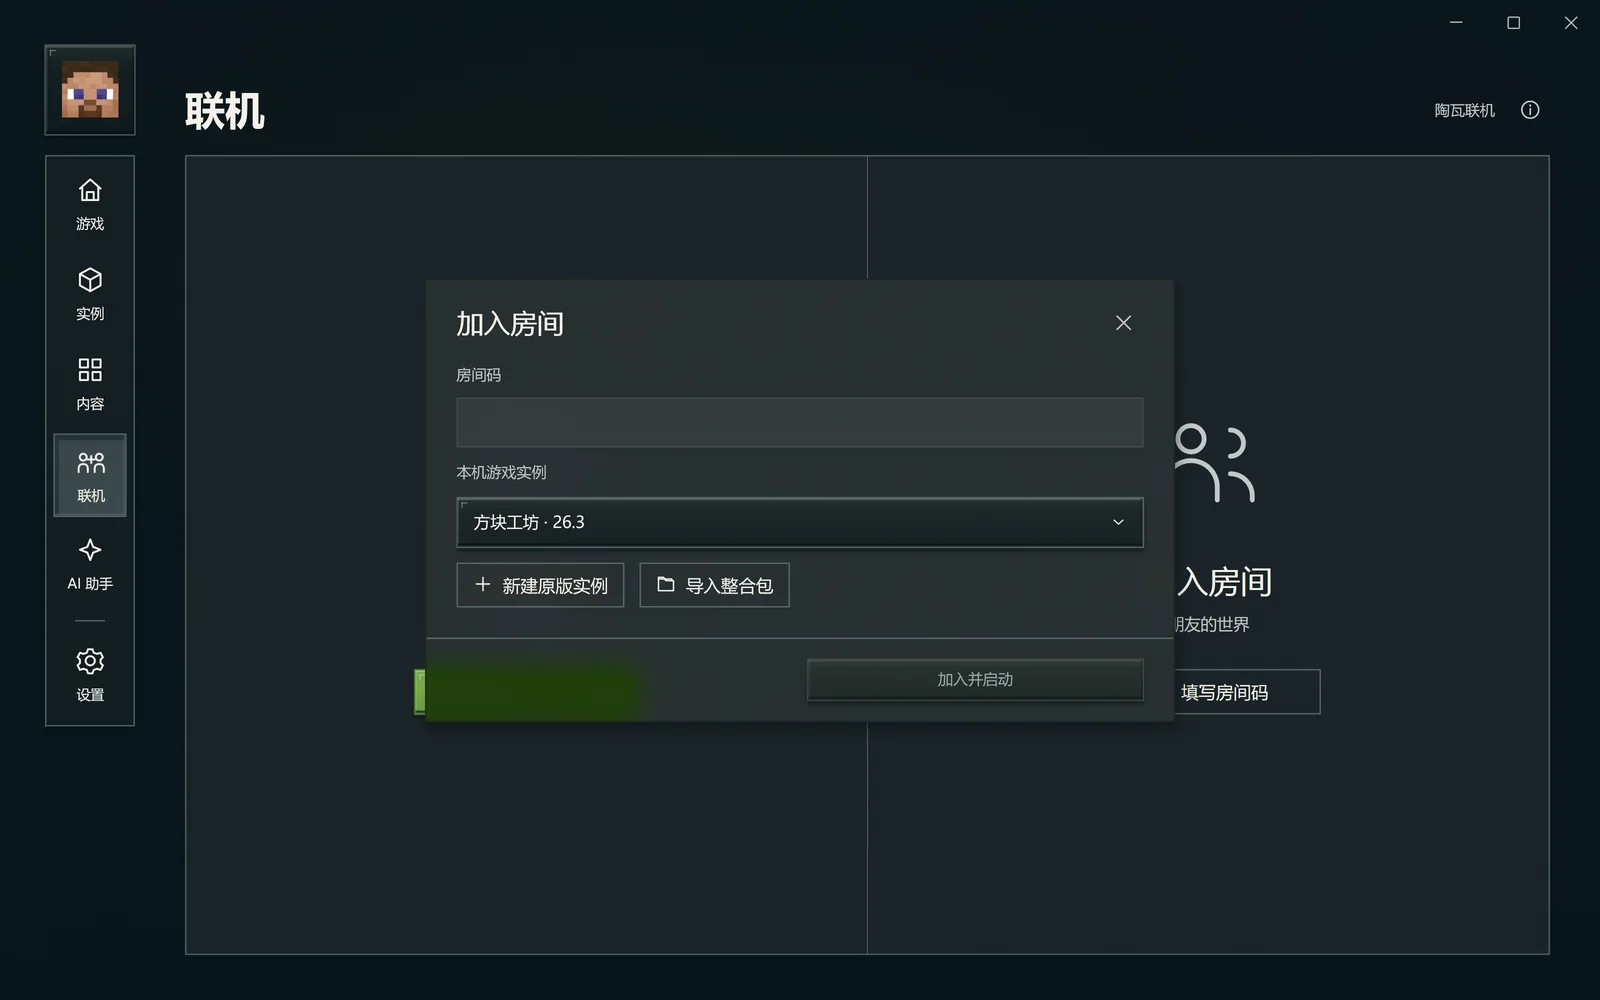 联机
陶瓦联机
游戏
实例
内容
联机
AI 助手
设置
加入房间
房间码
本机游戏实例
方块工坊 · 26.3
新建原版实例
导入整合包
加入并启动
入房间
朋友的世界
填写房间码